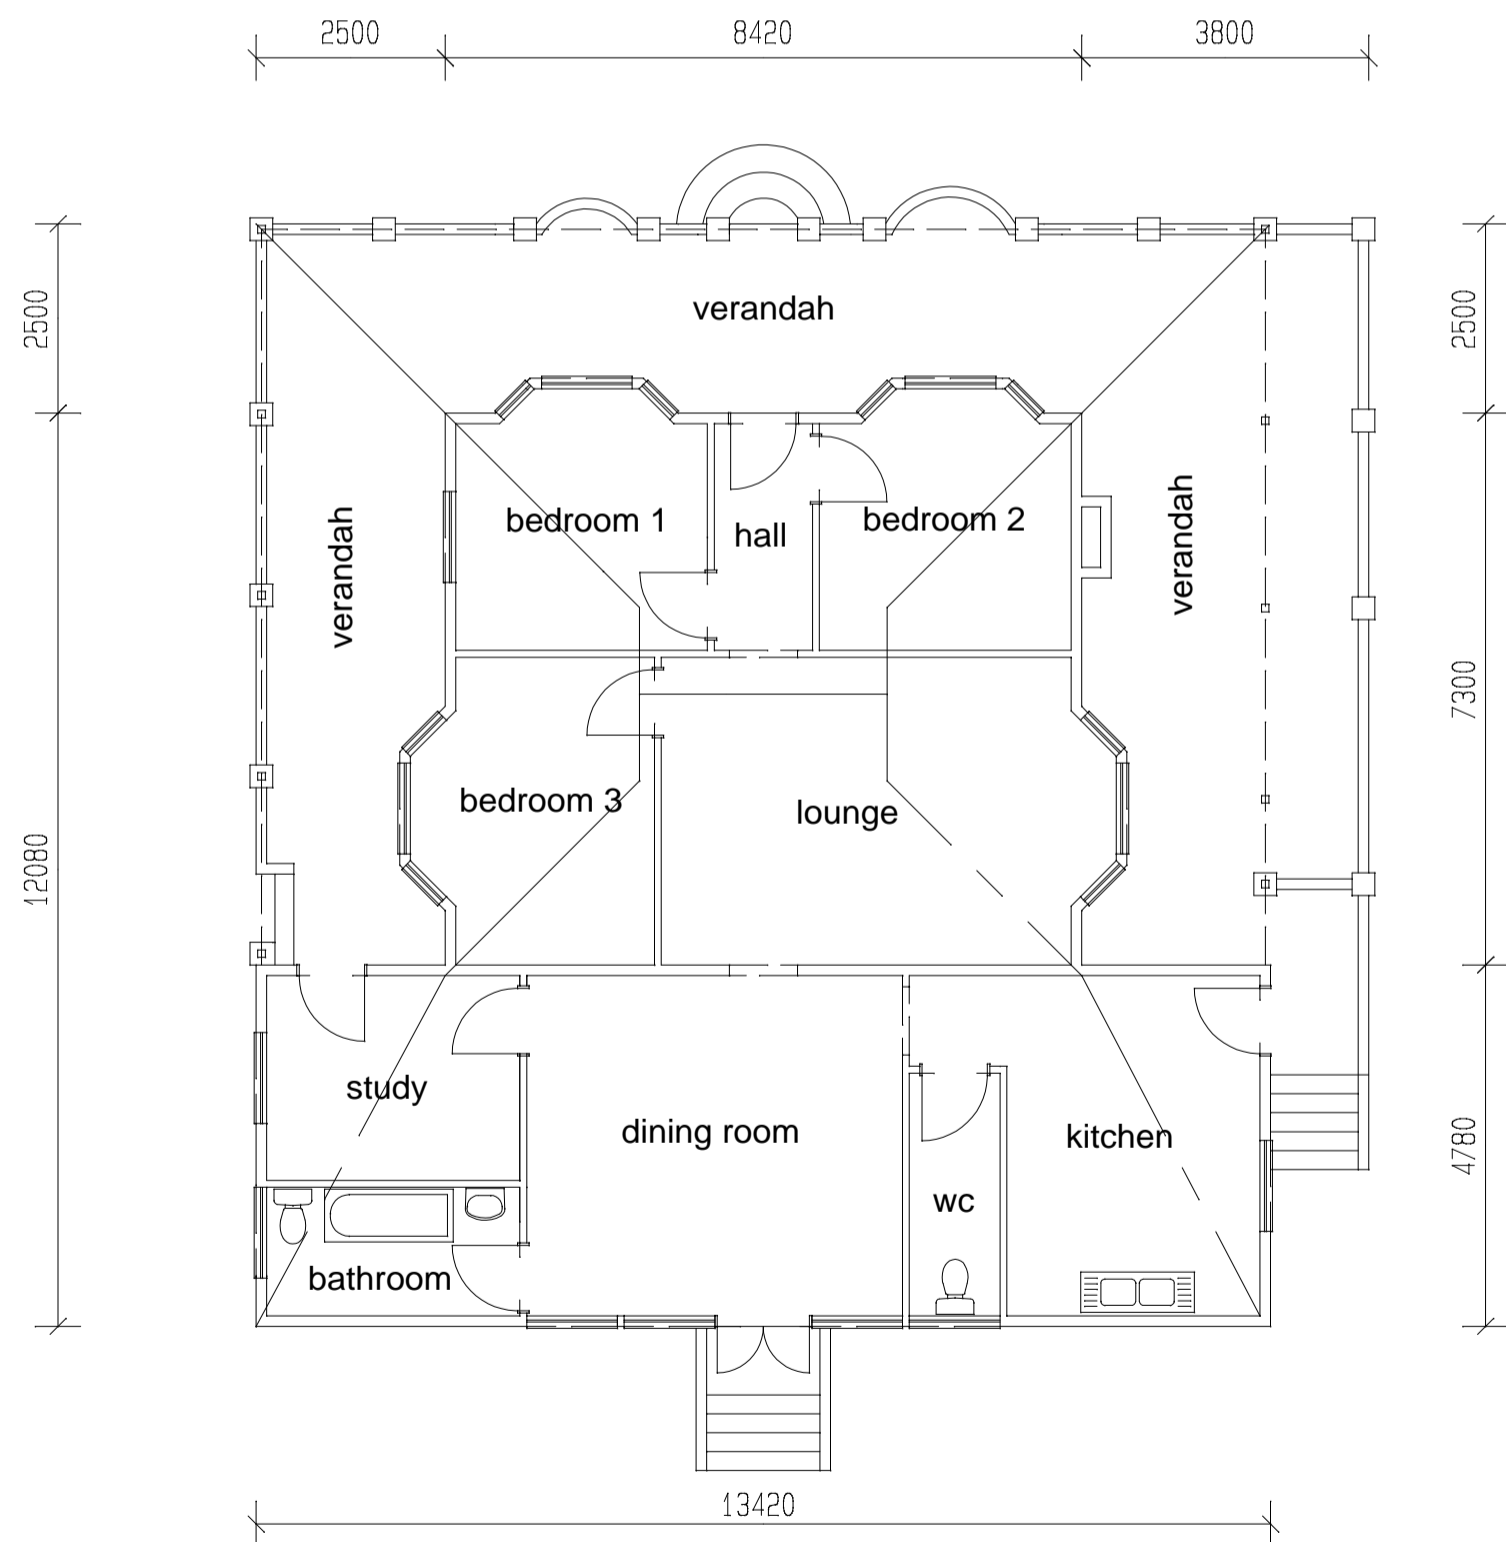 2500
8420
3800
verandah
2500
2500
bedroom 1
bedroom 2
hall
verandah
verandah
7300
bedroom 3
lounge
12080
study
dining room
kitchen
4780
wc
bathroom
13420